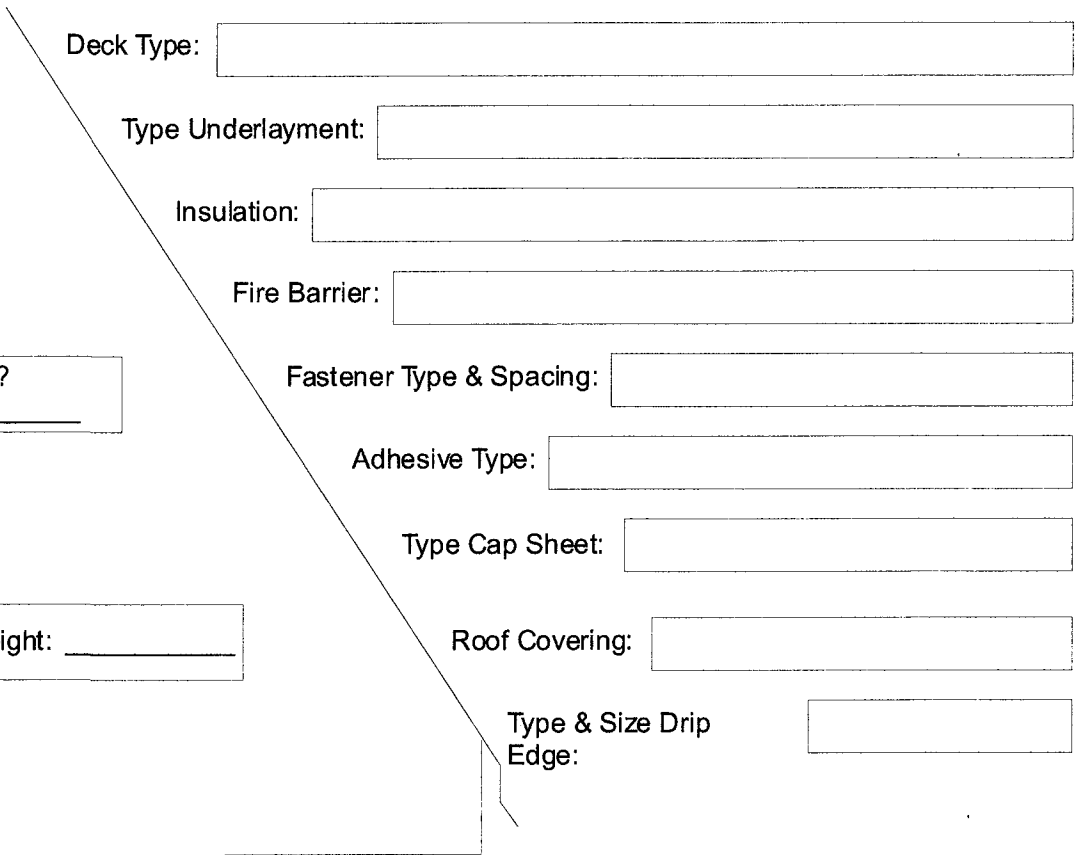 Deck Type:
Type Underlayment:
Insulation:
Fire Barrier:
?
Fastener Type & Spacing:
Adhesive Type:
Type Cap Sheet:
ight:
Roof Covering:
Type & Size Drip
Edge: